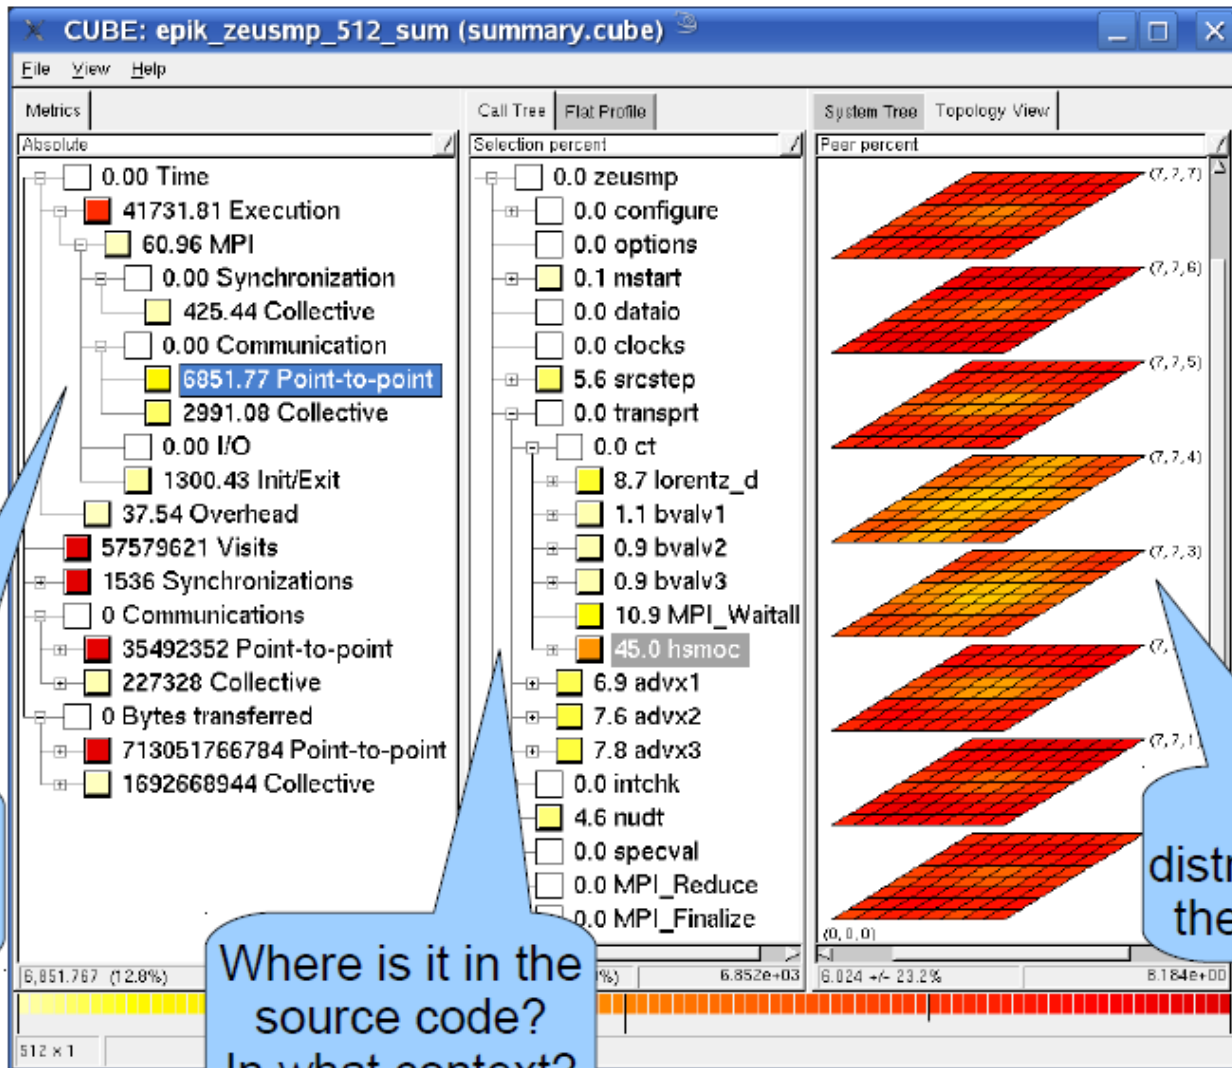 CUBE: epik_zeusmp_512_sum (summary.cube)
File View Help
Metrics
Absolute
0.00 Time
41731.81 Execution
60.96 MPI
0.00 Synchronization
425.44 Collective
0.00 Communication
6851.77 Point-to-point
2991.08 Collective
0.00 I/O
1300.43 Init/Exit
37.54 Overhead
57579621 Visits
1536 Synchronizations
0 Communications
35492352 Point-to-point
227328 Collective
0 Bytes transferred
713051766784 Point-to-point
1692668944 Collective
6,851.767 (12.8%)
Call Tree Flat Profile
Selection percent
0.0 zeusmp
0.0 configure
0.0 options
0.1 mstart
0.0 dataio
0.0 clocks
5.6 srcstep
0.0 transprt
0.0 ct
8.7 lorentz_d
1.1 bvalv1
0.9 bvalv2
0.9 bvalv3
10.9 MPI_Waitall
45.0 hsmoc
6.9 advx1
7.6 advx2
7.8 advx3
0.0 intchk
4.6 nudt
0.0 specval
0.0 MPI_Reduce
0.0 MPI_Finalize
%) 6.852e+03
System Tree Topology View
Peer percent
(7,7,7)
(7,7,6)
(7,7,5)
(7,7,4)
(7,7,3)
(7,
(7,7,1)
(0,0,0)
6.024 +/- 23.2% 8.184e+00
512 x 1
Where is it in the
source code?
In what context?
distr
the